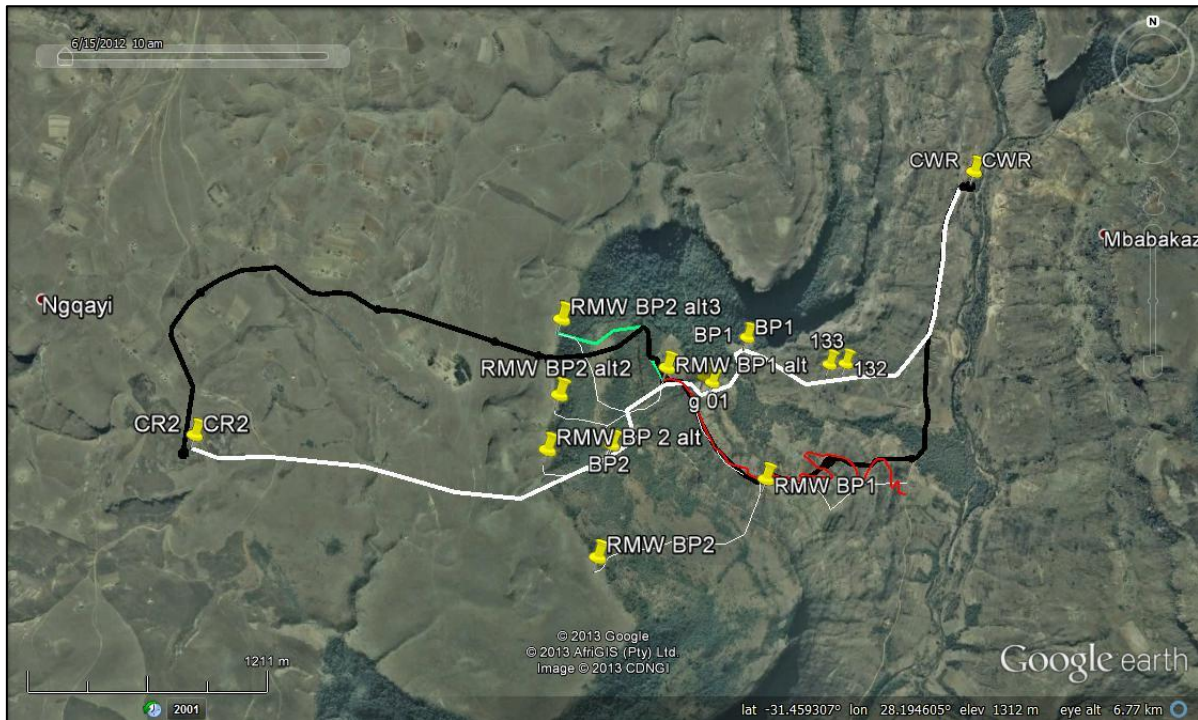 6/15/2012 10 am
N
CWR CWR
Mbabakaz
Ngqayi
RMW BP2 alt3
BP1 BP1
133
132
RMW BP2 alt2
RMW BP1 alt
g 01
CR2 CR2
RMW BP 2 alt
BP2
RMW BP1
RMW BP2
© 2013 Google
© 2013 AfriGIS (Pty) Ltd.
Image © 2013 CDNGI
1211 m
Google earth
2001
lat -31.459307° lon 28.194605° elev 1312 m eye alt 6.77 km